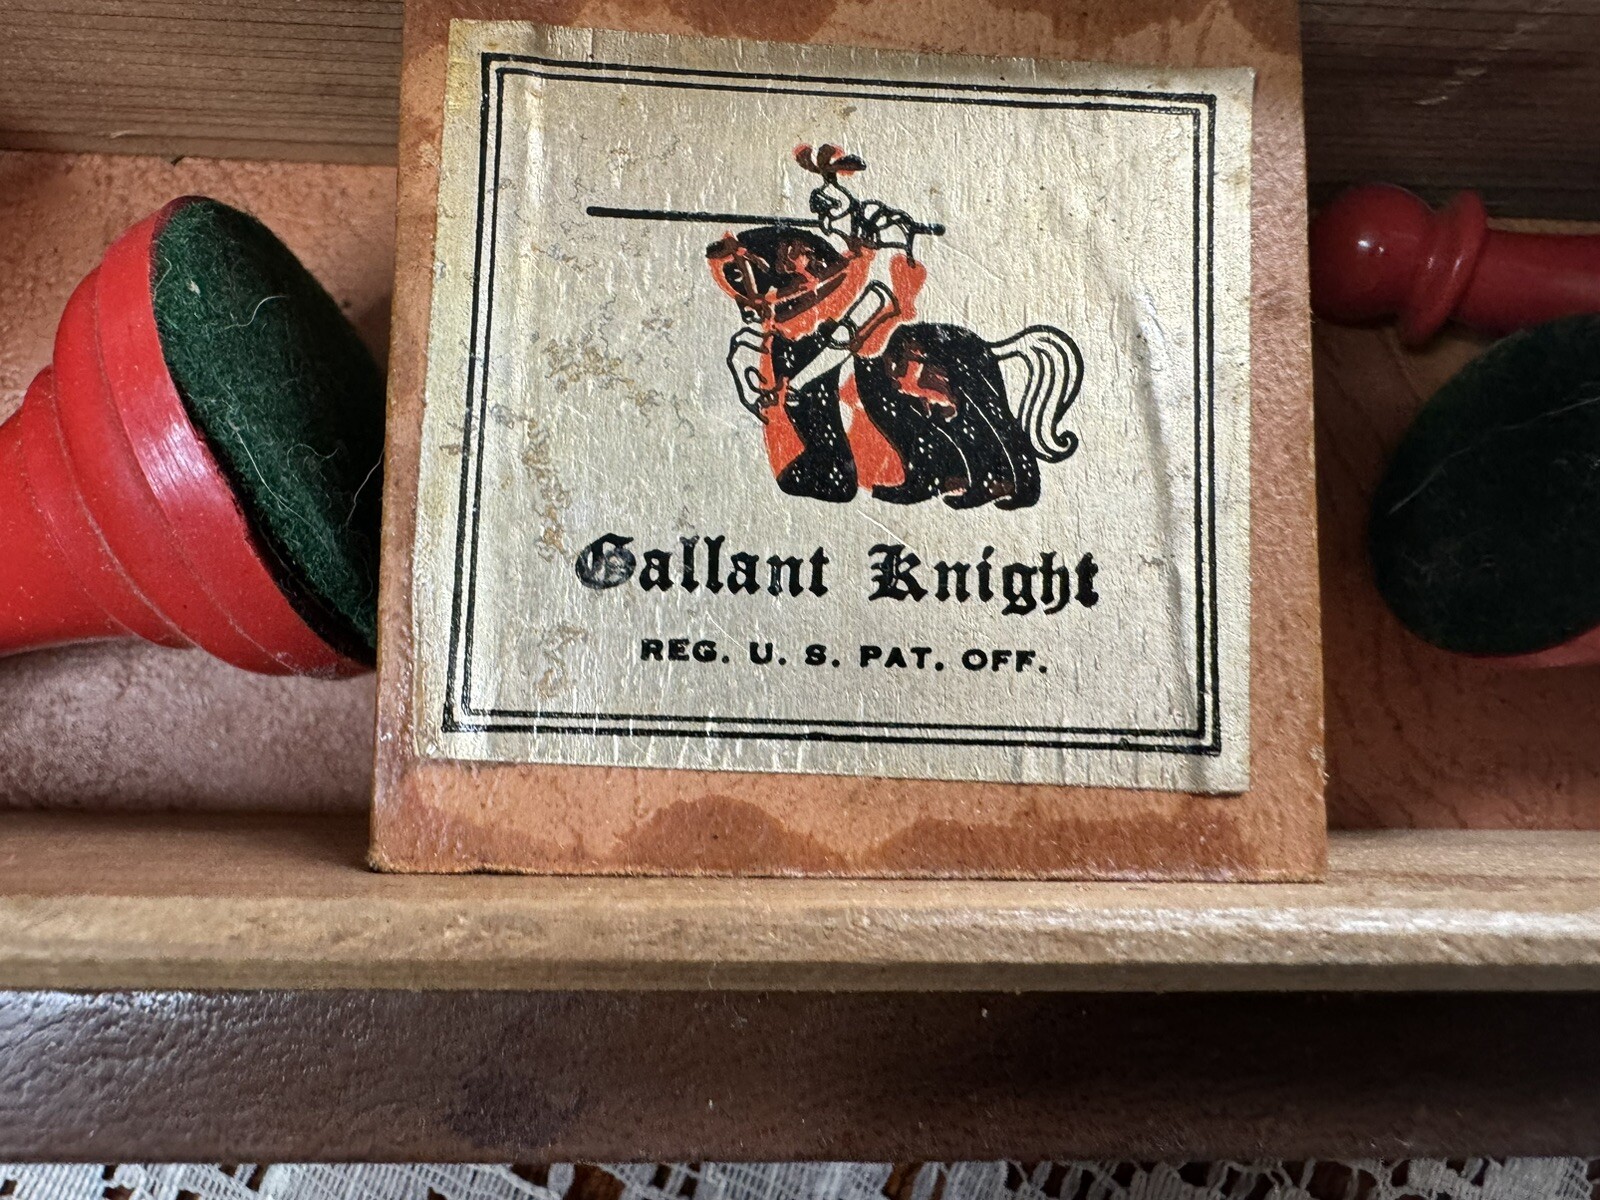 Gallant Knight
REG. U. S. PAT. OFF.